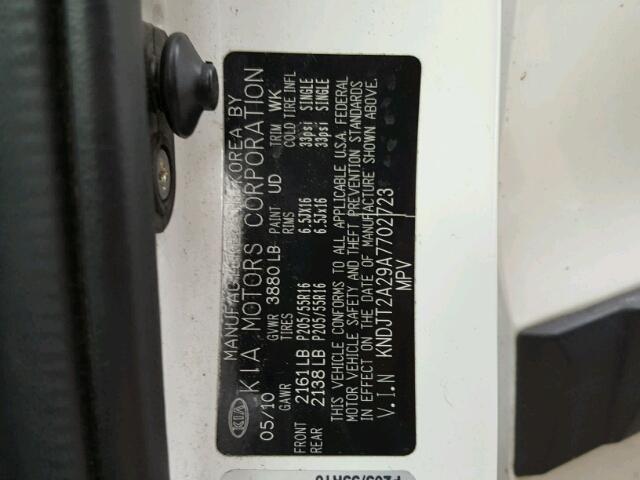 MANUFACTURED KOREA BY
KIA KIA MOTORS CORPORATION
05/10 GVWR 3880 LB PAINT UD TRIM WK
GAWR TIRES RIMS COLD TIRE INFL
FRONT 2161 LB P205/55R16 6.5JX16 33psi SINGLE
REAR 2138 LB P205/55R16 6.5JX16 33psi SINGLE
THIS VEHICLE CONFORMS TO ALL APPLICABLE U.S.A. FEDERAL
MOTOR VEHICLE SAFETY AND THEFT PREVENTION STANDARDS
IN EFFECT ON THE DATE OF MANUFACTURE SHOWN ABOVE.
V.I.N KNDJT2A29A7702723
MPV